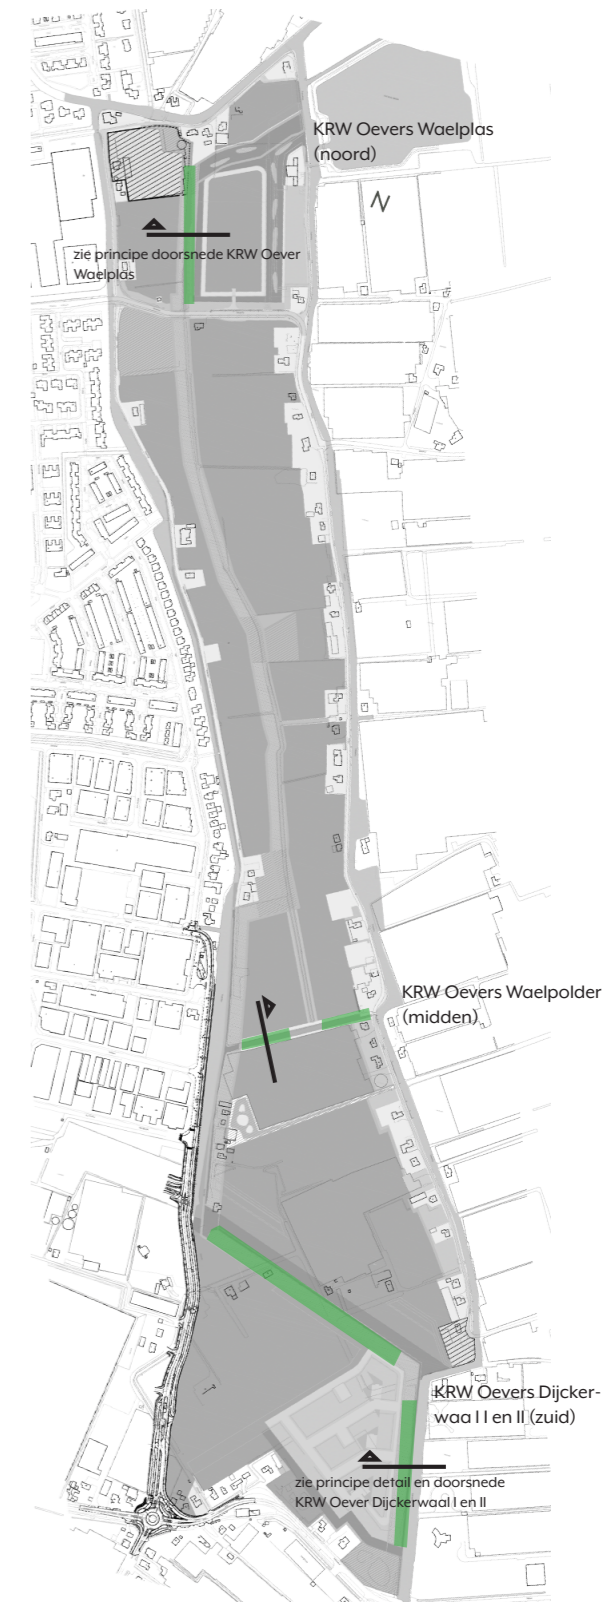 KRW Oevers Waelplas
(noord)
N
zie principe doorsnede KRW Oever
Waelplas
KRW Oevers Waelpolder
(midden)
KRW Oevers Dijcker-
waa I I en II (zuid)
zie principe detail en doorsnede
KRW Oever Dijckerwaal I en II